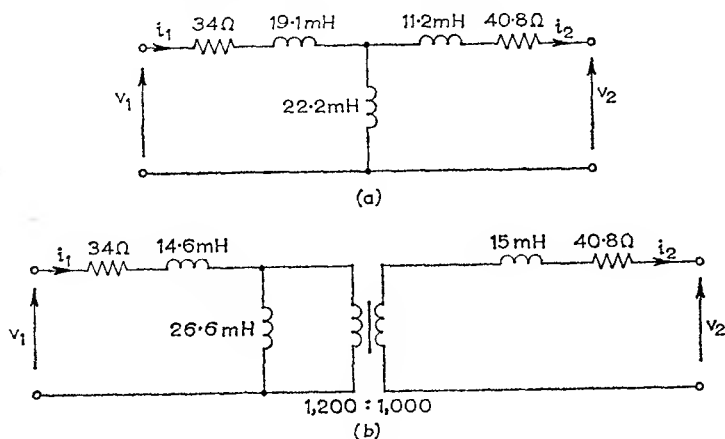 34Ω 19·1mH 11·2mH 40·8Ω
i₁ i₂
v₁ 22·2mH v₂
(a)
34Ω 14·6mH 15mH 40·8Ω
i₁ i₂
v₁ 26·6mH v₂
1,200 : 1,000
(b)